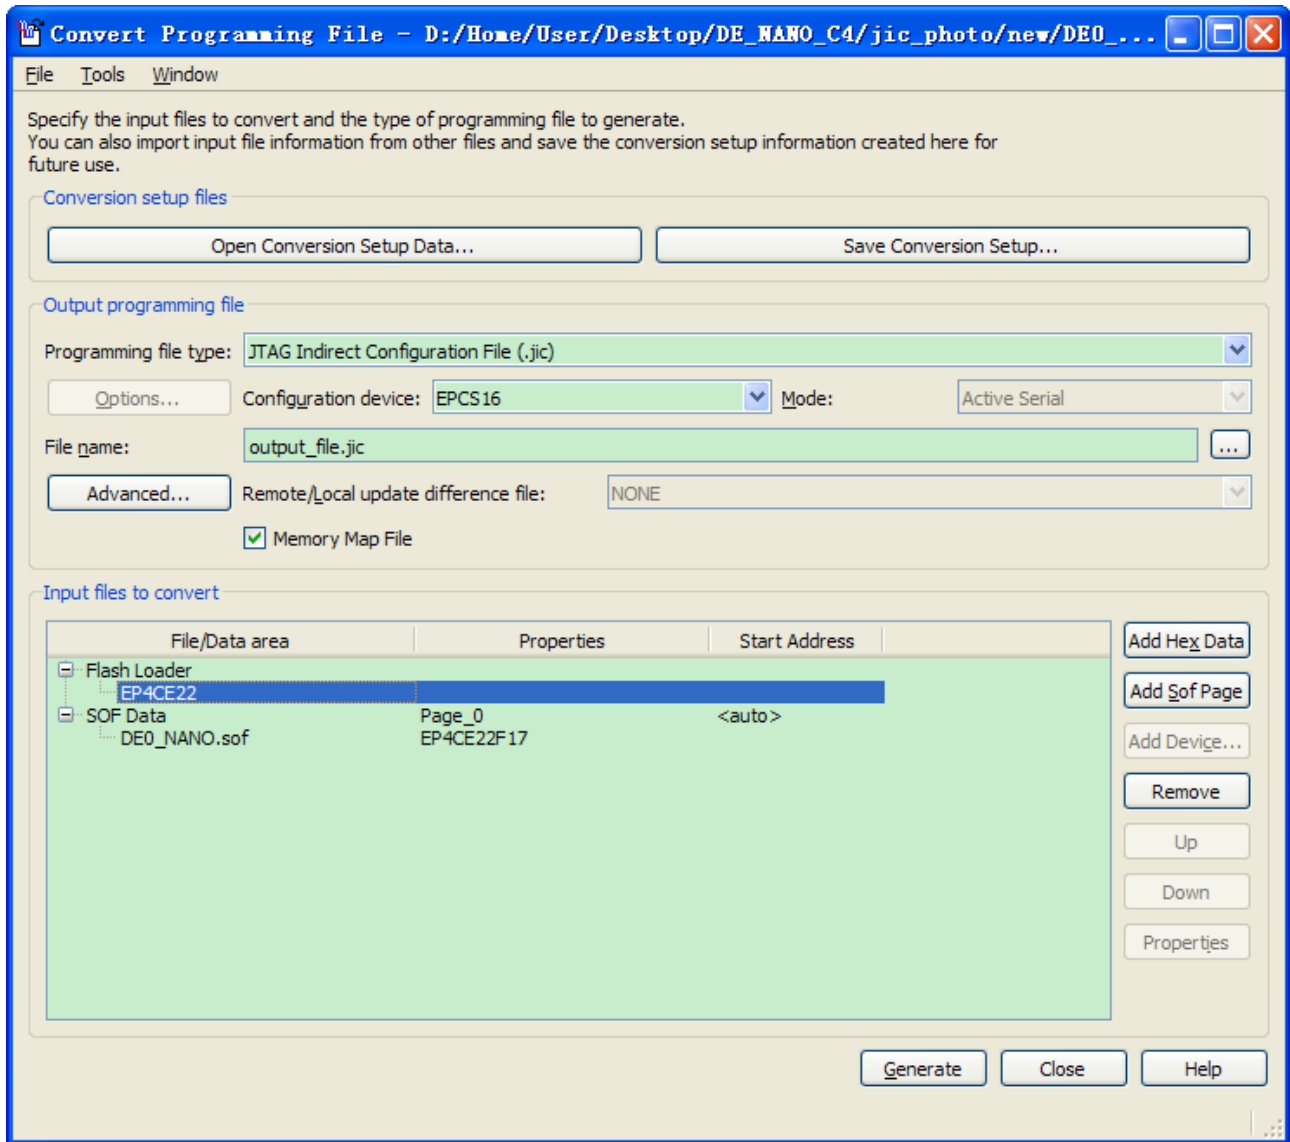 Convert Programming File - D:/Home/User/Desktop/DE_NANO_C4/jic_photo/new/DE0_...
File Tools Window
Specify the input files to convert and the type of programming file to generate.
You can also import input file information from other files and save the conversion setup information created here for
future use.
Conversion setup files
Open Conversion Setup Data... Save Conversion Setup...
Output programming file
Programming file type: JTAG Indirect Configuration File (.jic)
Options... Configuration device: EPCS16 Mode: Active Serial
File name: output_file.jic ...
Advanced... Remote/Local update difference file: NONE
Memory Map File
Input files to convert
File/Data area Properties Start Address
Add Hex Data
Flash Loader
EP4CE22
Add Sof Page
SOF Data Page_0 <auto>
DE0_NANO.sof EP4CE22F17
Add Device...
Remove
Up
Down
Properties
Generate Close Help